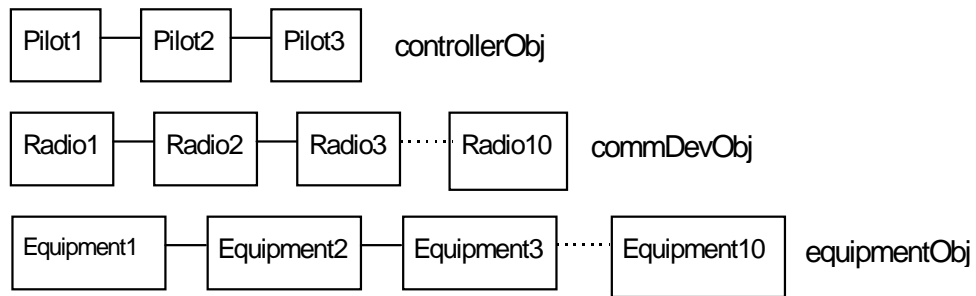 Pilot1 Pilot2 Pilot3 controllerObj
Radio1 Radio2 Radio3 Radio10 commDevObj
Equipment1 Equipment2 Equipment3 Equipment10 equipmentObj